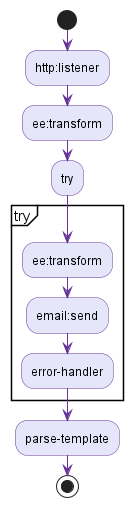 http:listener
ee:transform
try
try
ee:transform
email:send
error-handler
parse-template